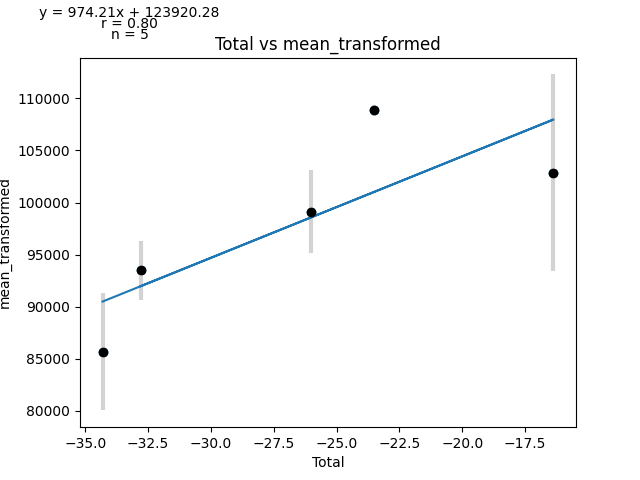 y = 974.21x + 123920.28
r = 0.80
n = 5
Total vs mean_transformed
mean_transformed
110000
105000
100000
95000
90000
85000
80000
−35.0 −32.5 −30.0 −27.5 −25.0 −22.5 −20.0 −17.5
Total